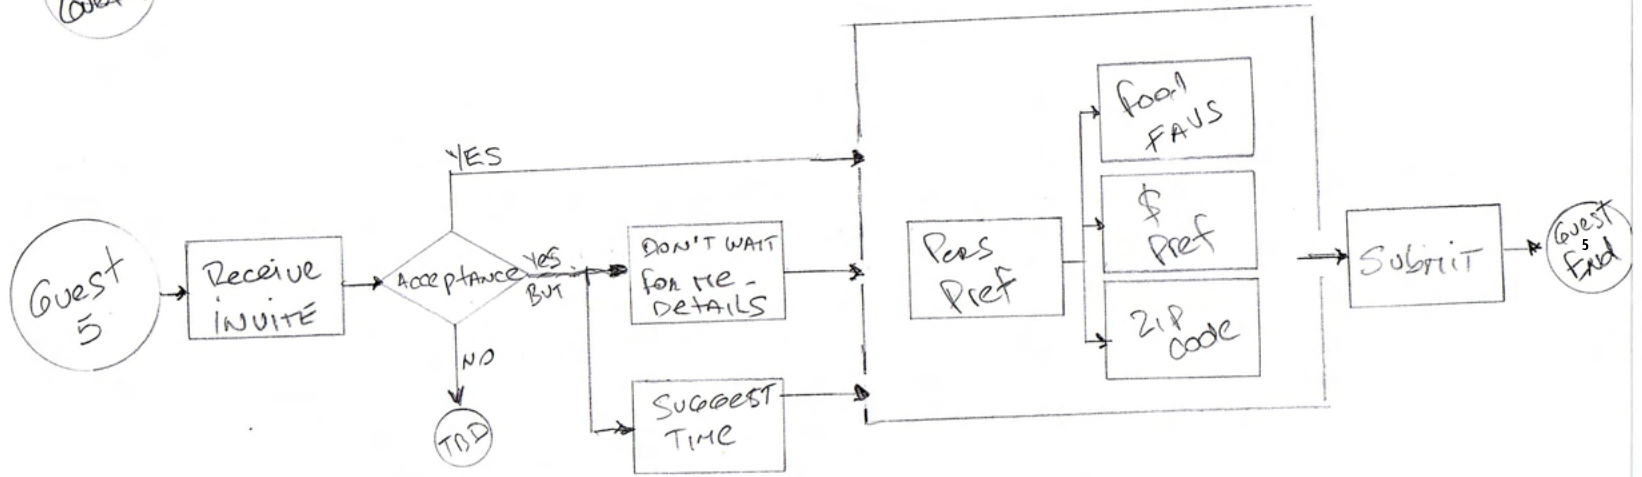 Guest
5
Receive
INVITE
Acceptance
YES
YES
BUT
NO
TBD
DON'T WAIT
FOR ME -
DETAILS
SUGGEST
TIME
Pers
Pref
Food
FAVS
$
Pref
ZIP
Code
Submit
Guest
5
End